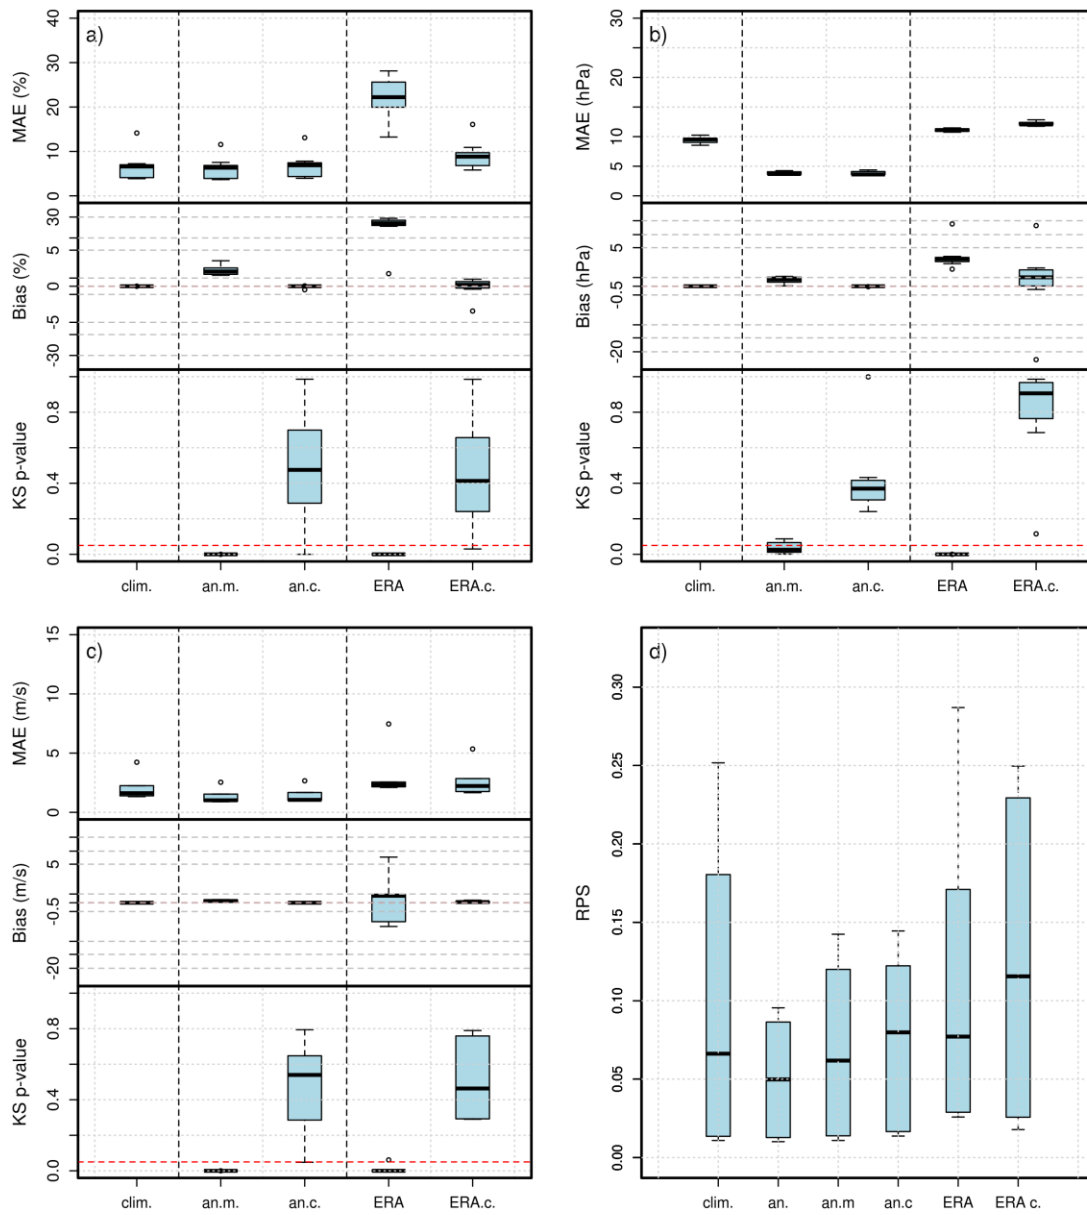 a)
MAE (%)
40
30
20
10
0
Bias (%)
30
5
0
-5
-30
KS p-value
0.8
0.4
0.0
clim. an.m. an.c. ERA ERA.c.
b)
MAE (hPa)
30
20
10
5
0
Bias (hPa)
5
-0.5
-20
KS p-value
0.8
0.4
0.0
clim. an.m. an.c. ERA ERA.c.
c)
MAE (m/s)
15
10
5
0
Bias (m/s)
5
-0.5
-20
KS p-value
0.8
0.4
0.0
clim. an.m. an.c. ERA ERA.c.
d)
RPS
0.30
0.25
0.20
0.15
0.10
0.05
0.00
clim. an. an.m an.c ERA ERA c.